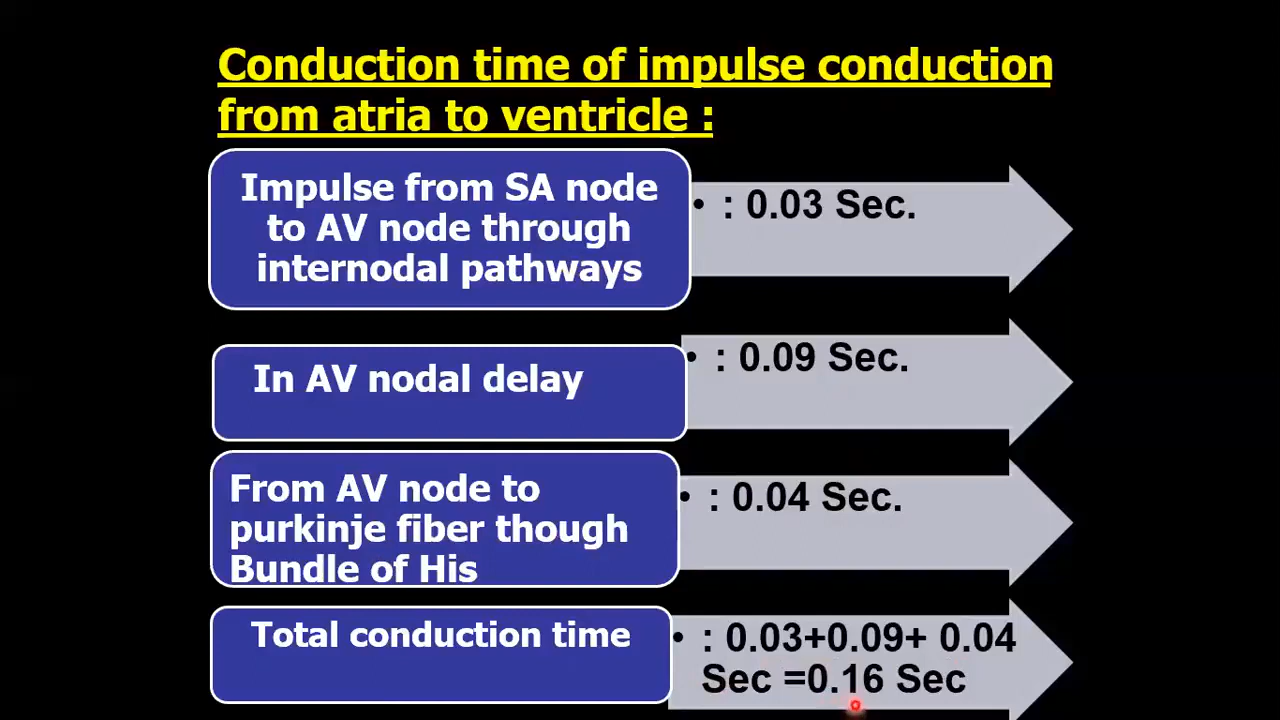 Conduction time of impulse conduction
from atria to ventricle :
Impulse from SA node
to AV node through
internodal pathways
• : 0.03 Sec.
In AV nodal delay
• : 0.09 Sec.
From AV node to
purkinje fiber though
Bundle of His
• : 0.04 Sec.
Total conduction time
• : 0.03+0.09+ 0.04
Sec =0.16 Sec